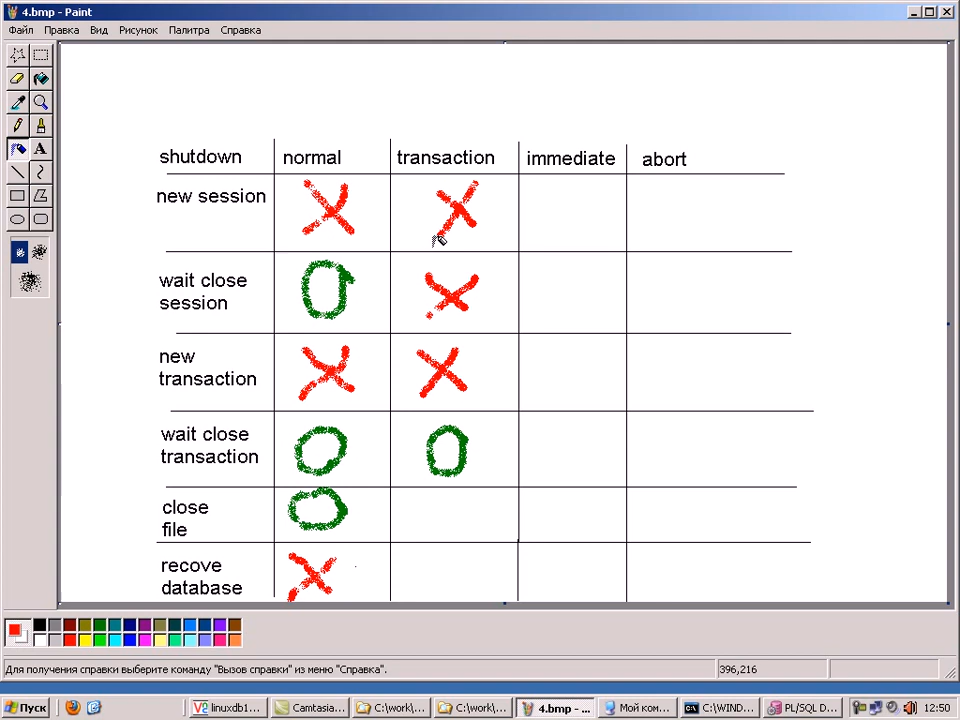 4.bmp - Paint
Файл Правка Вид Рисунок Палитра Справка
A
shutdown normal transaction immediate abort
new session
wait close
session
new
transaction
wait close
transaction
close
file
recove
database
Для получения справки выберите команду "Вызов справки" из меню "Справка".
396,216
Пуск
linuxdb1...
Camtasia...
C:\work\...
C:\work\...
4.bmp - ...
Мой ком...
C:\WIND...
PL/SQL D...
12:50